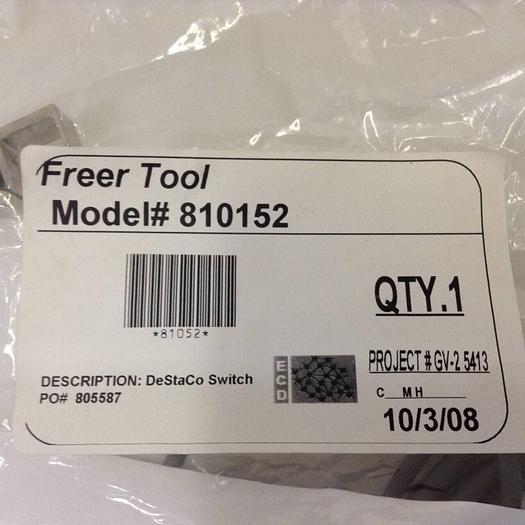 Freer Tool
Model# 810152
*81052*
QTY.1
ECD
PROJECT # GV-2 5413
DESCRIPTION: DeStaCo Switch
PO# 805587
C MH
10/3/08